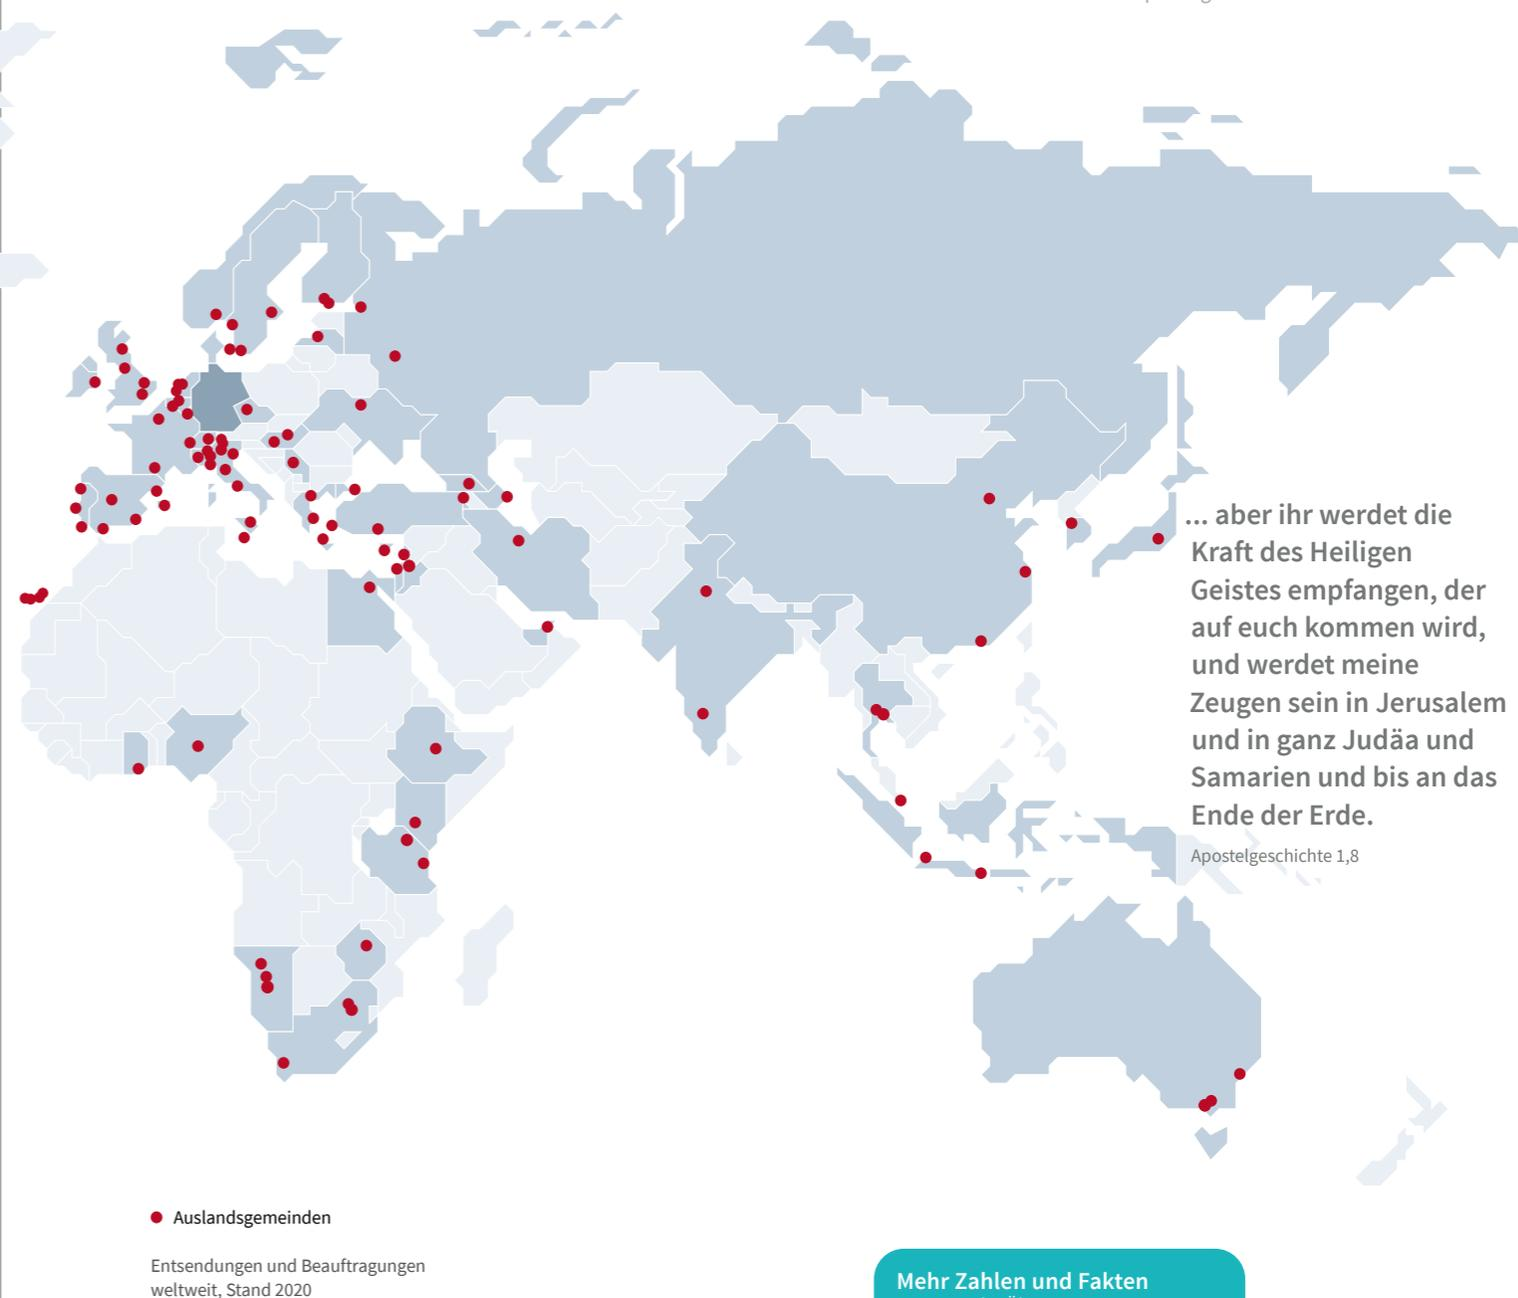 ... aber ihr werdet die
Kraft des Heiligen
Geistes empfangen, der
auf euch kommen wird,
und werdet meine
Zeugen sein in Jerusalem
und in ganz Judäa und
Samarien und bis an das
Ende der Erde.
Apostelgeschichte 1,8
Auslandsgemeinden
Entsendungen und Beauftragungen
weltweit, Stand 2020
Mehr Zahlen und Fakten